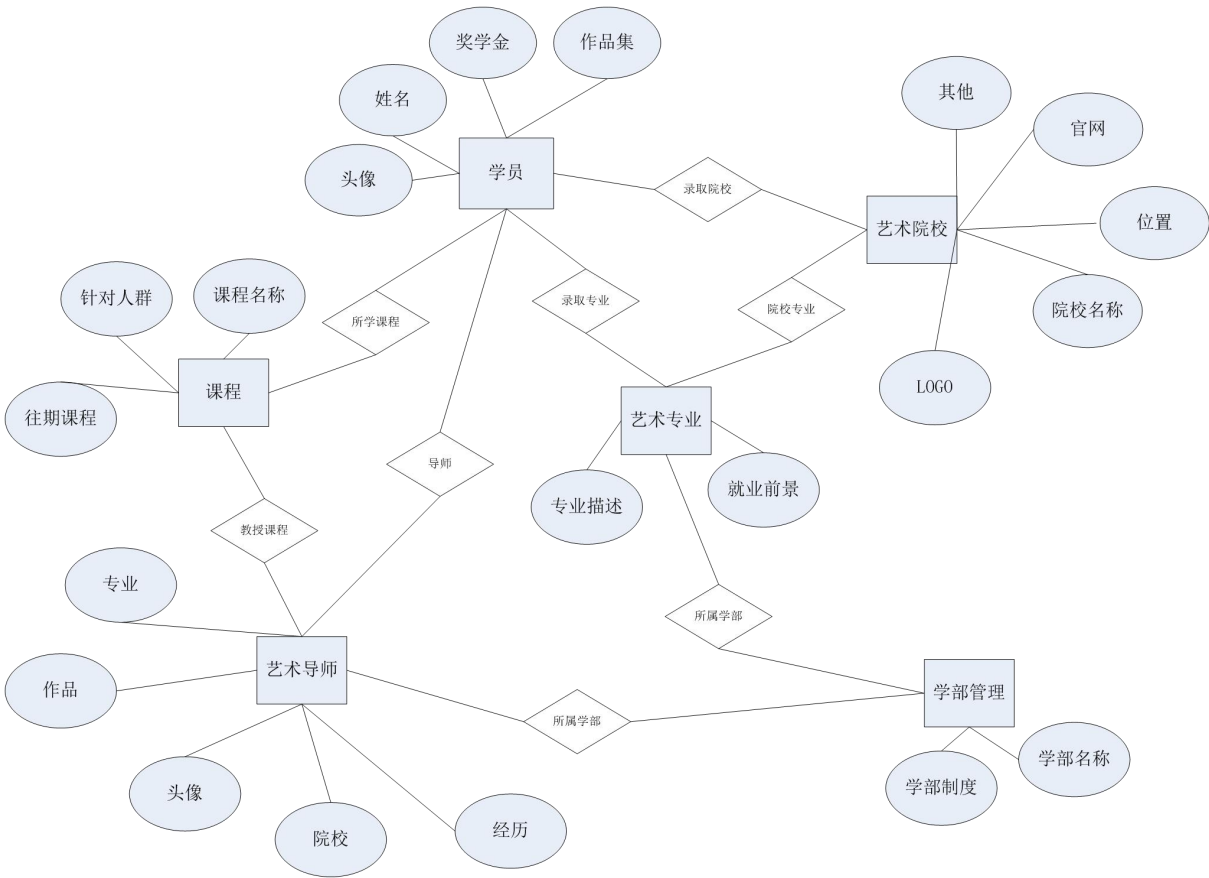 奖学金
作品集
姓名
其他
官网
头像
学员
录取院校
艺术院校
位置
针对人群
课程名称
所学课程
录取专业
院校专业
院校名称
课程
LOGO
往期课程
艺术专业
导师
专业描述
就业前景
教授课程
专业
所属学部
艺术导师
作品
学部管理
所属学部
头像
学部制度
学部名称
院校
经历